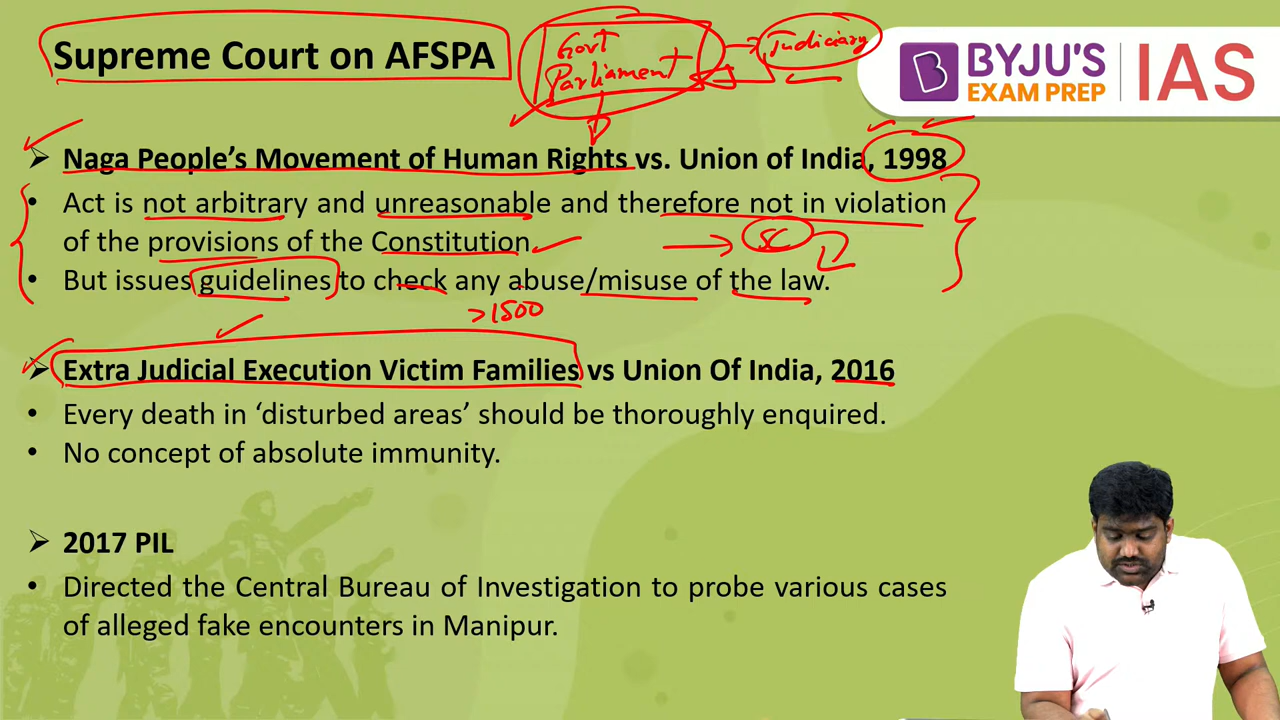 Supreme Court on AFSPA
Govt
Parliament
Judiciary
BYJU'S
EXAM PREP
IAS
➢ Naga People's Movement of Human Rights vs. Union of India, 1998
• Act is not arbitrary and unreasonable and therefore not in violation
of the provisions of the Constitution.
SC
• But issues guidelines to check any abuse/misuse of the law.
>1500
➢ Extra Judicial Execution Victim Families vs Union Of India, 2016
• Every death in ‘disturbed areas’ should be thoroughly enquired.
• No concept of absolute immunity.
➢ 2017 PIL
• Directed the Central Bureau of Investigation to probe various cases
of alleged fake encounters in Manipur.